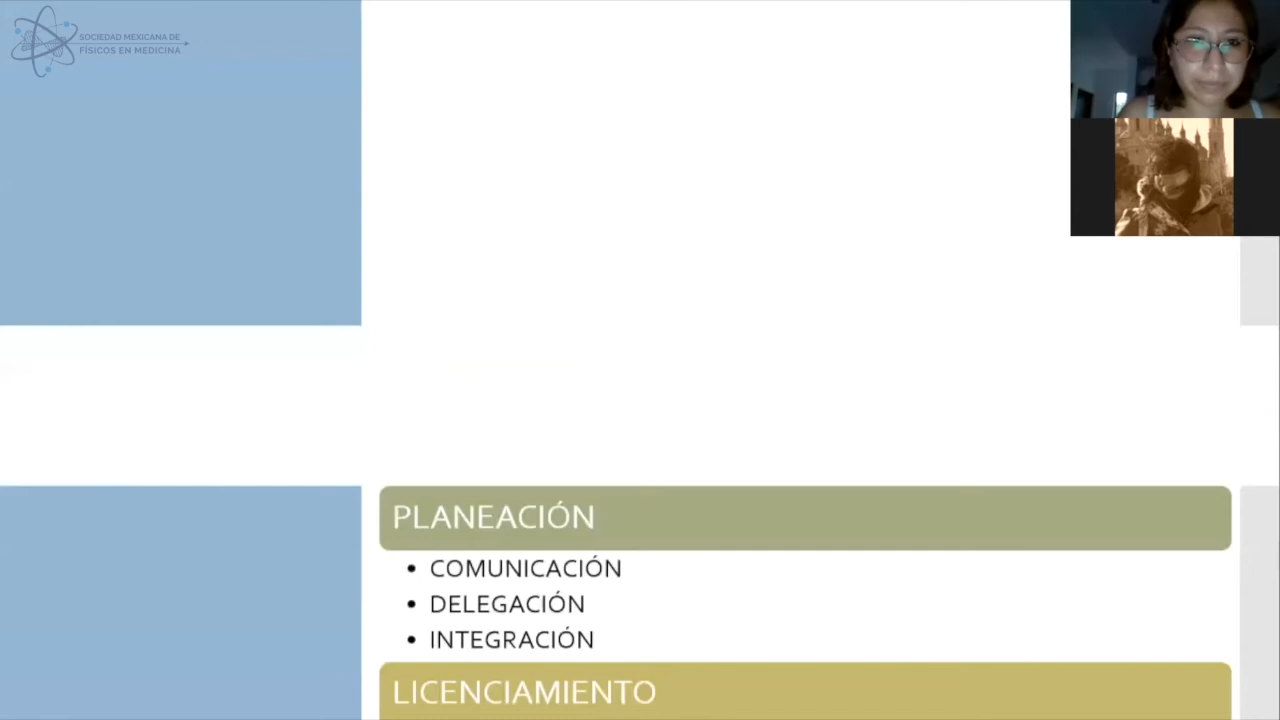 SOCIEDAD MEXICANA DE
FÍSICOS EN MEDICINA
PLANEACIÓN
• COMUNICACIÓN
• DELEGACIÓN
• INTEGRACIÓN
LICENCIAMIENTO